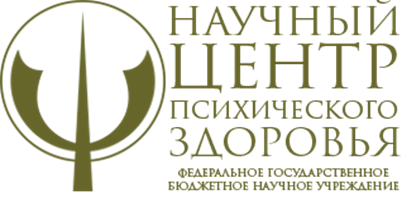 НАУЧНЫЙ
ЦЕНТР
ПСИХИЧЕСКОГО
ЗДОРОВЬЯ
ФЕДЕРАЛЬНОЕ ГОСУДАРСТВЕННОЕ
БЮДЖЕТНОЕ НАУЧНОЕ УЧРЕЖДЕНИЕ